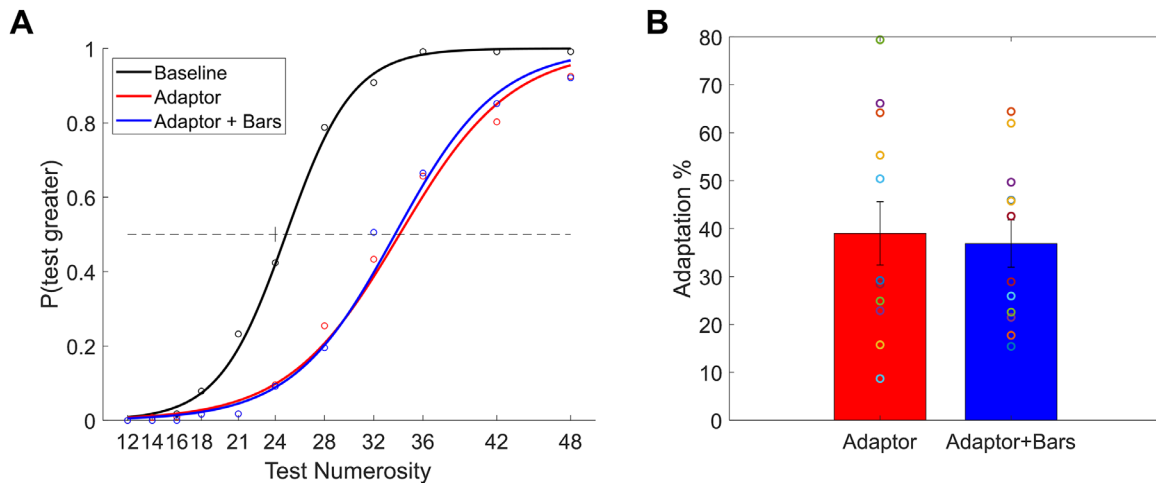 A
P(test greater)
1
0.8
0.6
0.4
0.2
0
Baseline
Adaptor
Adaptor + Bars
12 14 16 18 21 24 28 32 36 42 48
Test Numerosity
B
Adaptation %
80
70
60
50
40
30
20
10
0
Adaptor Adaptor+Bars